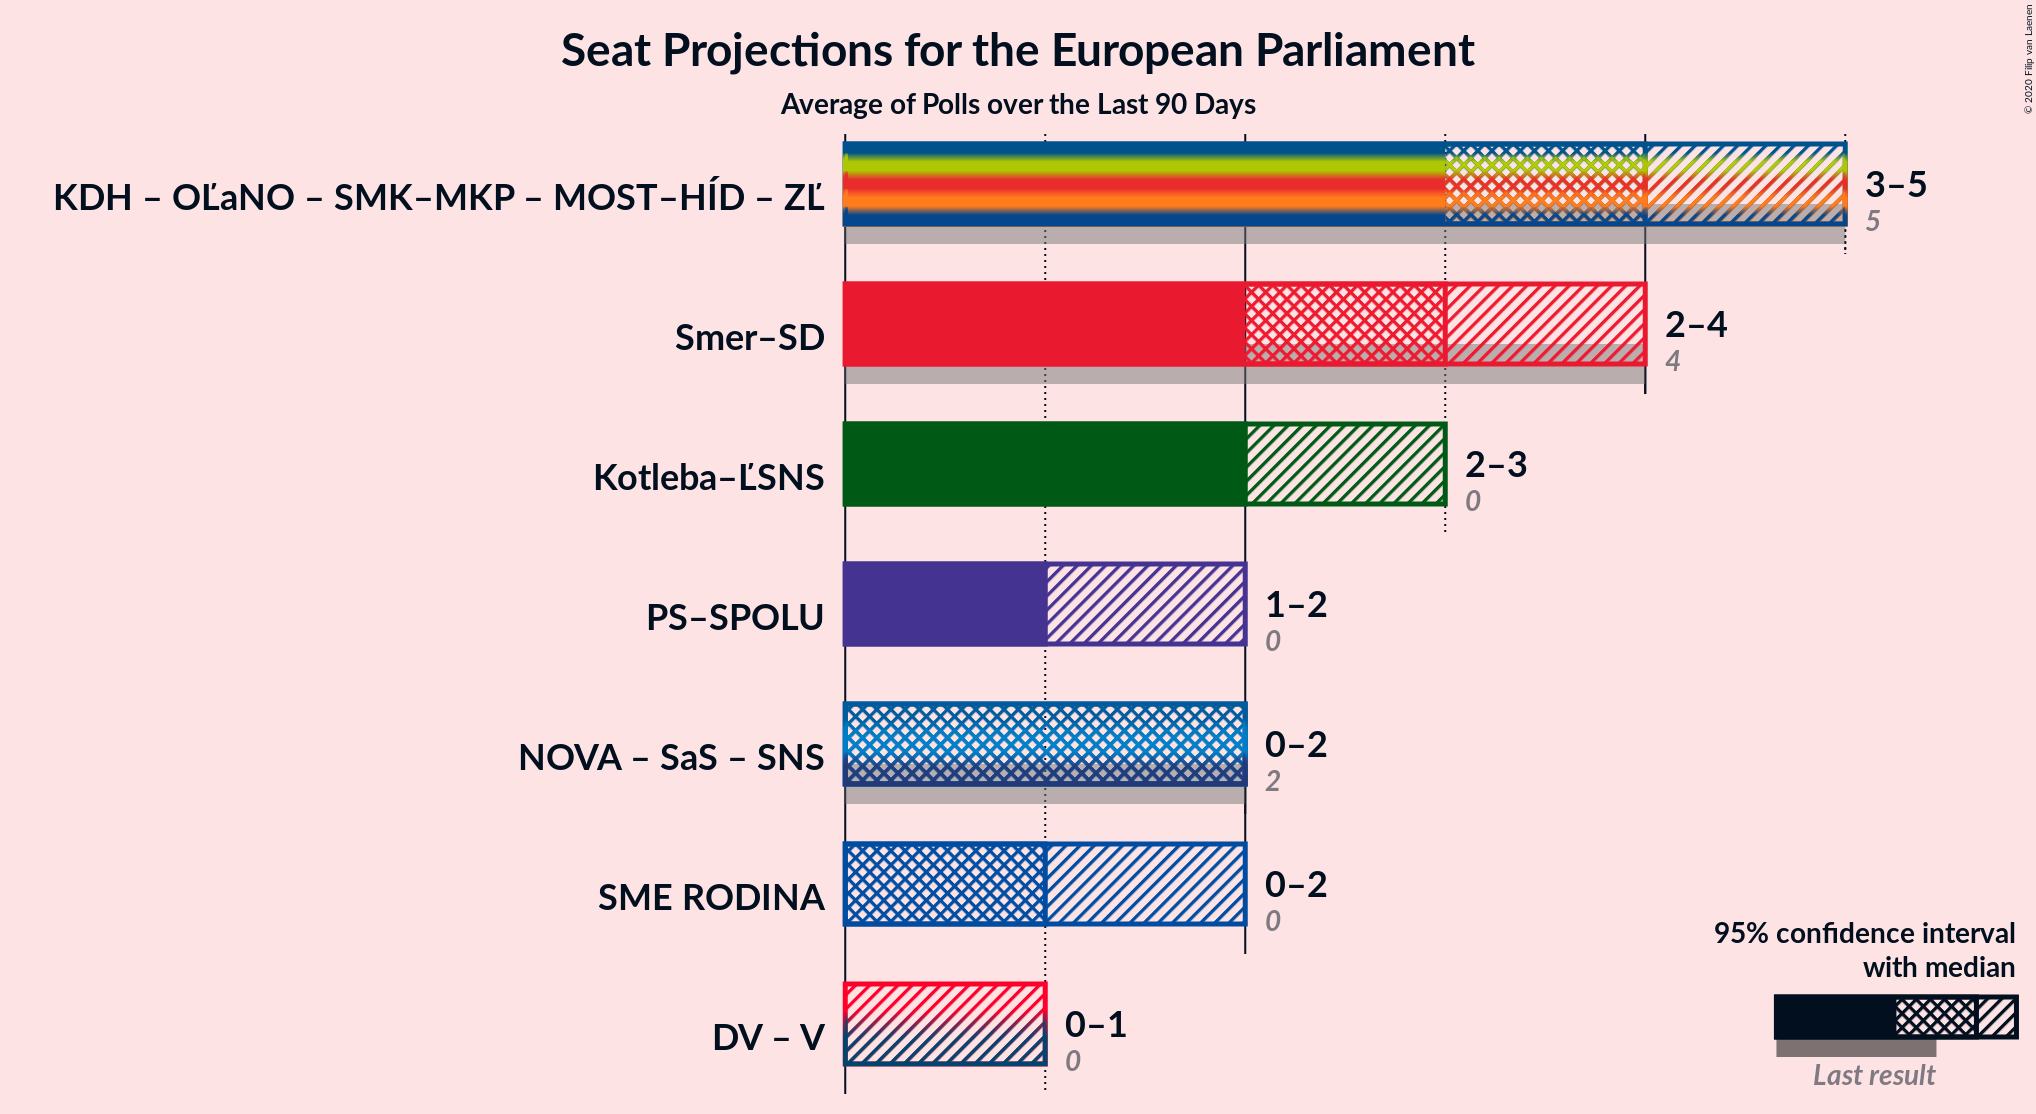 Seat Projections for the European Parliament
Average of Polls over the Last 90 Days
© 2020 Filip van Laenen
KDH – OĽaNO – SMK–MKP – MOST–HÍD – ZĽ
3–5
5
Smer–SD
2–4
4
Kotleba–ĽSNS
2–3
0
PS–SPOLU
1–2
0
NOVA – SaS – SNS
0–2
2
SME RODINA
0–2
0
DV – V
0–1
0
95% confidence interval
with median
Last result